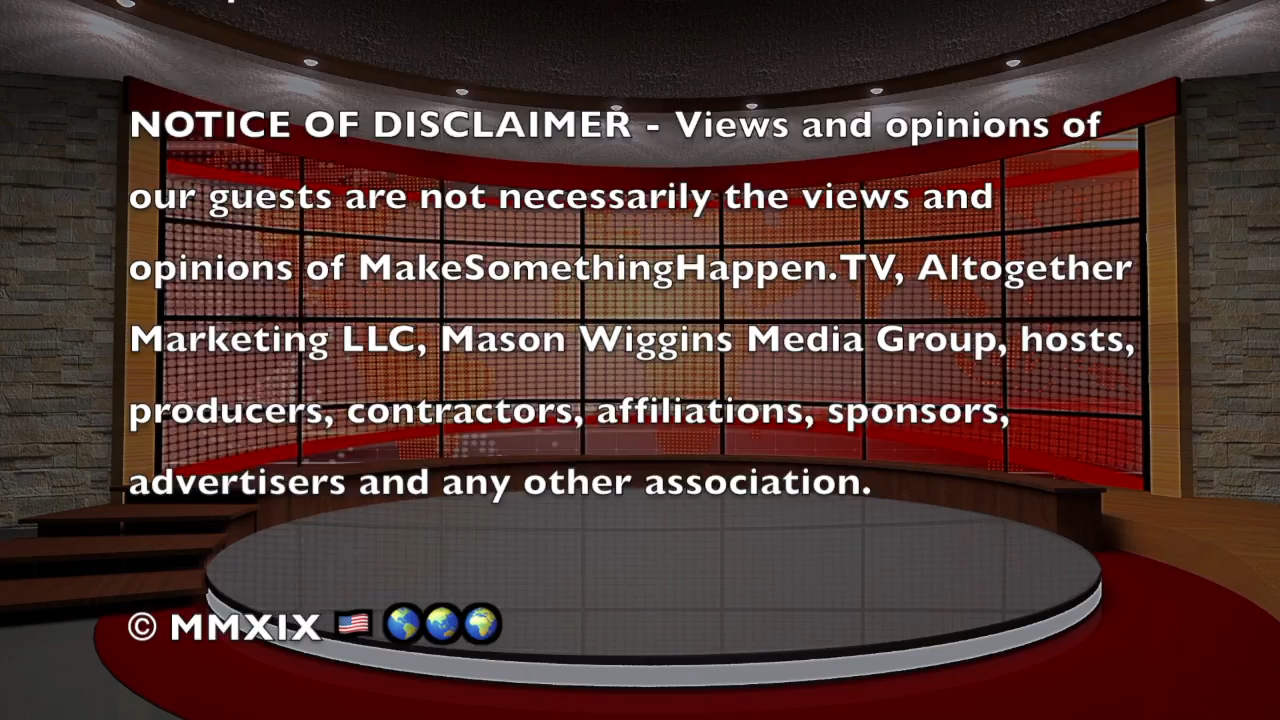 NOTICE OF DISCLAIMER - Views and opinions of
our guests are not necessarily the views and
opinions of MakeSomethingHappen.TV, Altogether
Marketing LLC, Mason Wiggins Media Group, hosts,
producers, contractors, affiliations, sponsors,
advertisers and any other association.
© MMXIX 🇺🇸 🌎🌏🌍